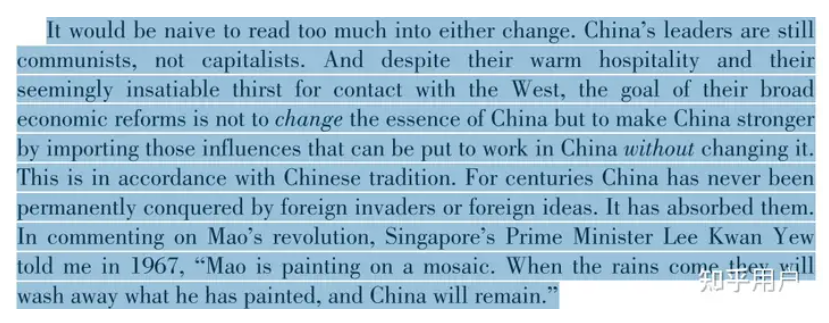 It would be naive to read too much into either change. China’s leaders are still
communists, not capitalists. And despite their warm hospitality and their
seemingly insatiable thirst for contact with the West, the goal of their broad
economic reforms is not to change the essence of China but to make China stronger
by importing those influences that can be put to work in China without changing it.
This is in accordance with Chinese tradition. For centuries China has never been
permanently conquered by foreign invaders or foreign ideas. It has absorbed them.
In commenting on Mao’s revolution, Singapore’s Prime Minister Lee Kwan Yew
told me in 1967, “Mao is painting on a mosaic. When the rains come they will
wash away what he has painted, and China will remain.”
知乎用户